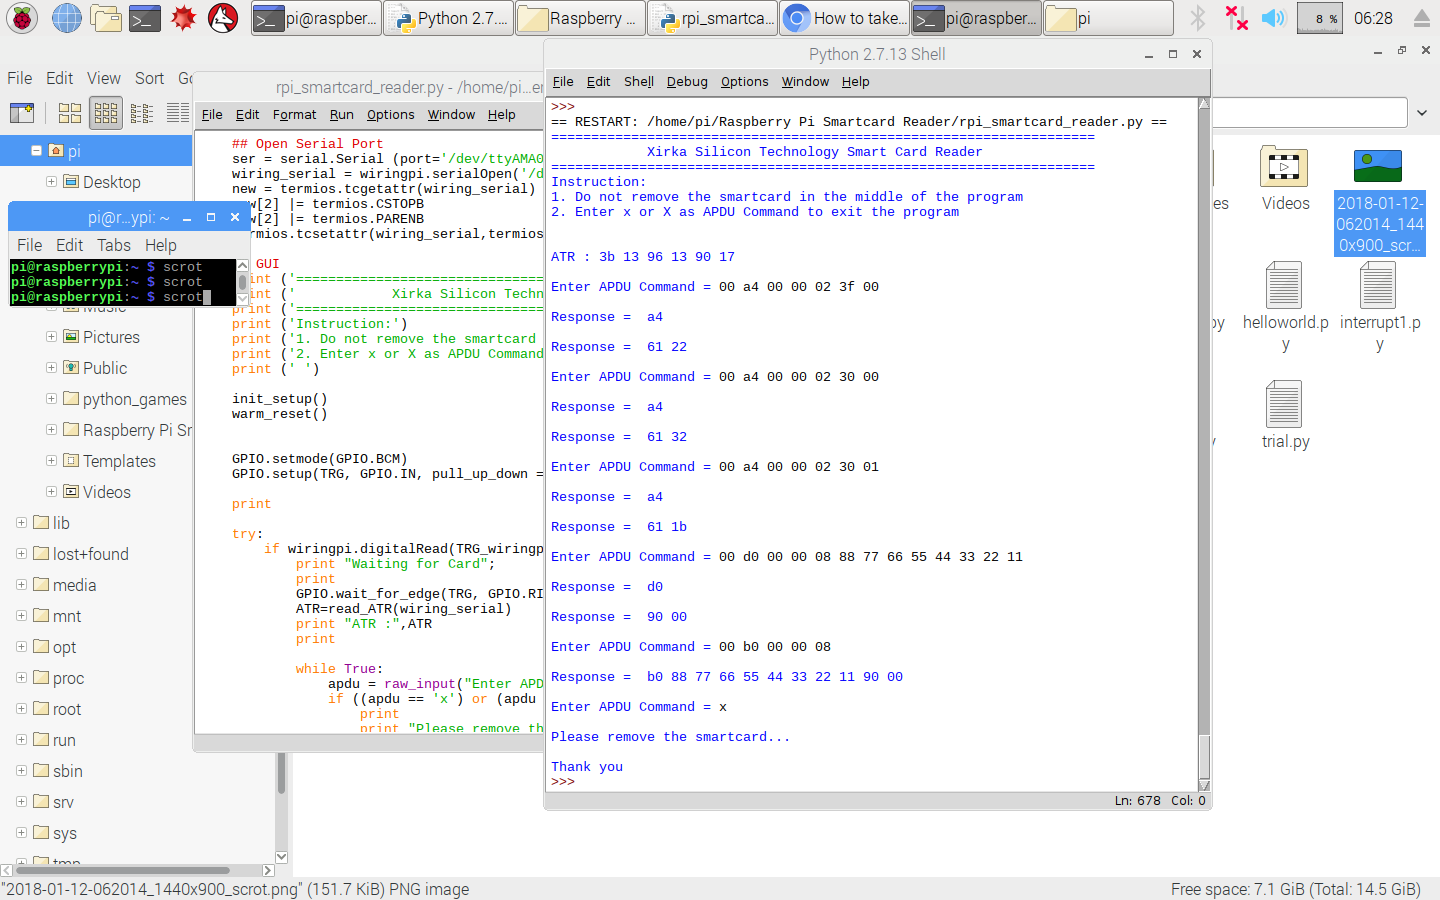 pi@raspber...
Python 2.7....
Raspberry ...
rpi_smartca...
How to take...
pi@raspber...
pi
8 %
06:28
File Edit View Sort Go
pi
Desktop
Music
Pictures
Public
python_games
Raspberry Pi Sr
Templates
Videos
lib
lost+found
media
mnt
opt
proc
root
run
sbin
srv
sys
tmp
pi@r...ypi: ~
File Edit Tabs Help
pi@raspberrypi:~ $ scrot
pi@raspberrypi:~ $ scrot
pi@raspberrypi:~ $ scrot
rpi_smartcard_reader.py - /home/pi...er
File Edit Format Run Options Window Help
## Open Serial Port
ser = serial.Serial (port='/dev/ttyAMA0
wiring_serial = wiringpi.serialOpen('/d
new = termios.tcgetattr(wiring_serial)
w[2] |= termios.CSTOPB
w[2] |= termios.PARENB
rmios.tcsetattr(wiring_serial,termios
GUI
int ('===============================
int ('            Xirka Silicon Techn
print ('===============================
print ('Instruction:')
print ('1. Do not remove the smartcard
print ('2. Enter x or X as APDU Command
print (' ')
init_setup()
warm_reset()
GPIO.setmode(GPIO.BCM)
GPIO.setup(TRG, GPIO.IN, pull_up_down =
print
try:
if wiringpi.digitalRead(TRG_wiringp
print "Waiting for Card";
print
GPIO.wait_for_edge(TRG, GPIO.RI
ATR=read_ATR(wiring_serial)
print "ATR :",ATR
print
while True:
apdu = raw_input("Enter APD
if ((apdu == 'x') or (apdu
print
print "Please remove th
Python 2.7.13 Shell
File Edit Shell Debug Options Window Help
>>>
== RESTART: /home/pi/Raspberry Pi Smartcard Reader/rpi_smartcard_reader.py ==
====================================================================
Xirka Silicon Technology Smart Card Reader
====================================================================
Instruction:
1. Do not remove the smartcard in the middle of the program
2. Enter x or X as APDU Command to exit the program
ATR : 3b 13 96 13 90 17
Enter APDU Command = 00 a4 00 00 02 3f 00
Response =  a4
Response =  61 22
Enter APDU Command = 00 a4 00 00 02 30 00
Response =  a4
Response =  61 32
Enter APDU Command = 00 a4 00 00 02 30 01
Response =  a4
Response =  61 1b
Enter APDU Command = 00 d0 00 00 08 88 77 66 55 44 33 22 11
Response =  d0
Response =  90 00
Enter APDU Command = 00 b0 00 00 08
Response =  b0 88 77 66 55 44 33 22 11 90 00
Enter APDU Command = x
Please remove the smartcard...
Thank you
>>>
Ln: 678 Col: 0
es
Videos
2018-01-12-
062014_144
0x900_scr...
py
helloworld.p
y
interrupt1.p
y
trial.py
"2018-01-12-062014_1440x900_scrot.png" (151.7 KiB) PNG image
Free space: 7.1 GiB (Total: 14.5 GiB)